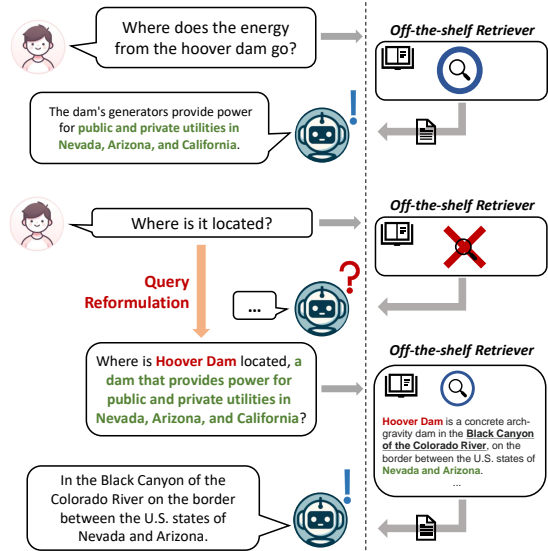 Where does the energy
from the hoover dam go?
Off-the-shelf Retriever
The dam's generators provide power
for public and private utilities in
Nevada, Arizona, and California.
!
Off-the-shelf Retriever
Where is it located?
Query
Reformulation
?
...
Off-the-shelf Retriever
Where is Hoover Dam located, a
dam that provides power for
public and private utilities in
Nevada, Arizona, and California?
Hoover Dam is a concrete arch-
gravity dam in the Black Canyon
of the Colorado River, on the
border between the U.S. states of
Nevada and Arizona.
...
In the Black Canyon of the
Colorado River on the border
between the U.S. states of
Nevada and Arizona.
!